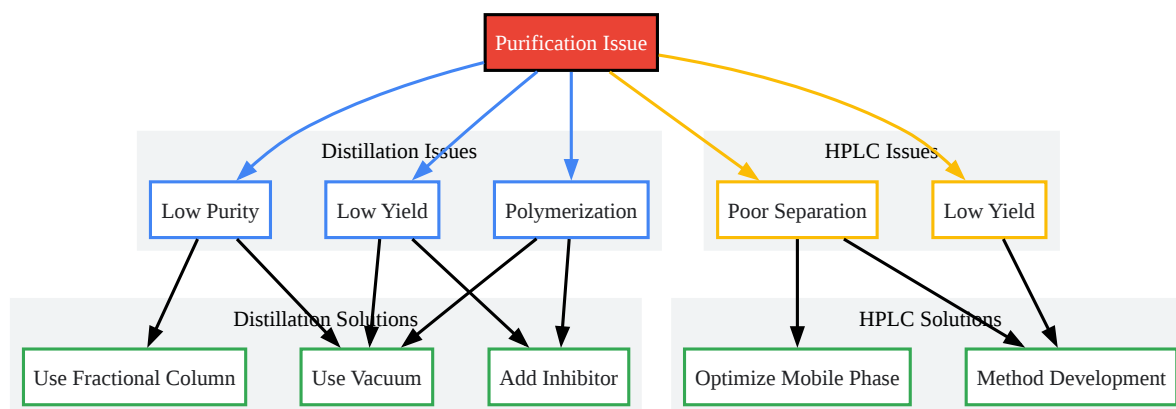 Purification Issue
Distillation Issues
HPLC Issues
Low Purity
Low Yield
Polymerization
Poor Separation
Low Yield
Distillation Solutions
HPLC Solutions
Use Fractional Column
Use Vacuum
Add Inhibitor
Optimize Mobile Phase
Method Development